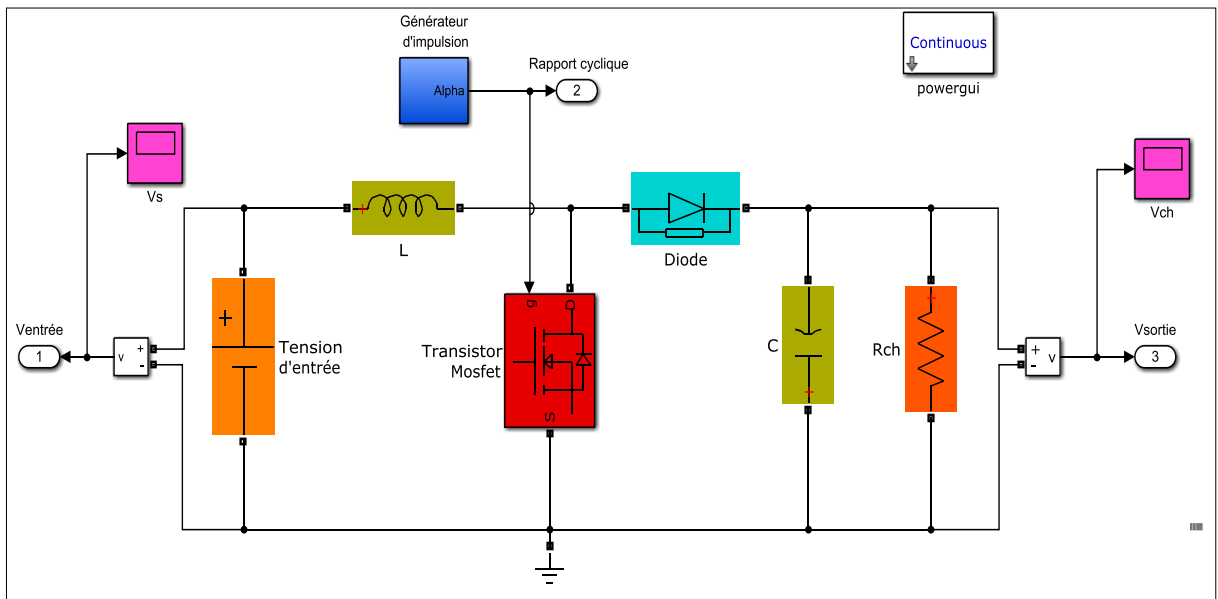 Générateur
d'impulsion
Alpha
Rapport cyclique
2
Continuous
powergui
Vs
Vch
L
Diode
g
D
S
Transistor
Mosfet
Tension
d'entrée
+
Ventrée
1
v
+
-
C
Rch
+
-
v
Vsortie
3